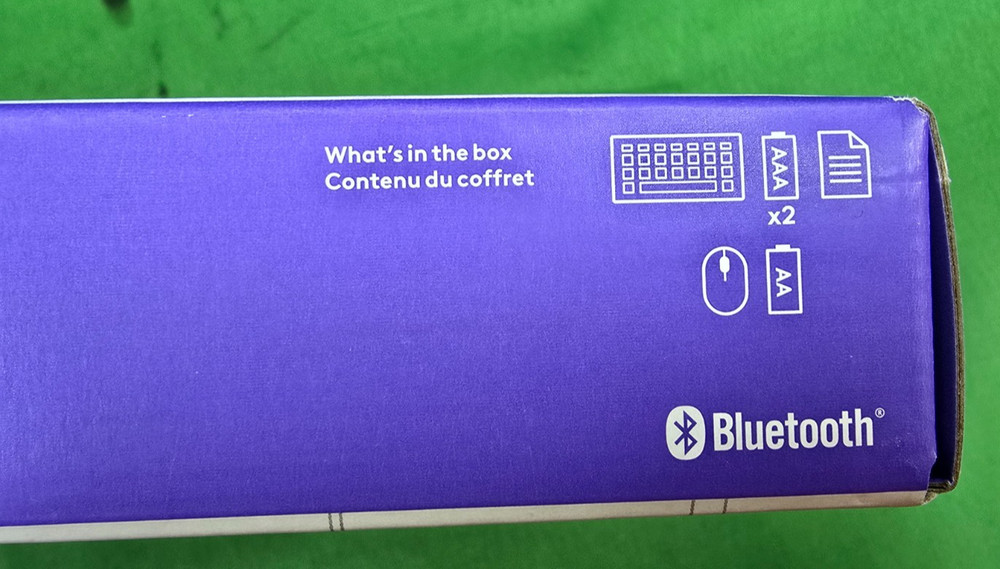 What's in the box
Contenu du coffret
AAA
x2
AA
Bluetooth®